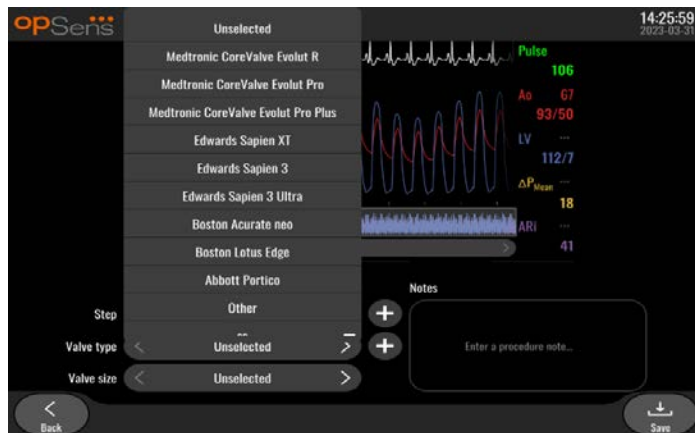 opSens
14:25:59
2023-03-31
Unselected
Medtronic CoreValve Evolut R
Medtronic CoreValve Evolut Pro
Medtronic CoreValve Evolut Pro Plus
Edwards Sapien XT
Edwards Sapien 3
Edwards Sapien 3 Ultra
Boston Acurate neo
Boston Lotus Edge
Abbott Portico
Other
Pulse
106
Ao 67
93/50
LV ---
112/7
ΔPMean ---
18
ARi ---
41
Step
Valve type < Unselected >
Valve size < Unselected >
Notes
Enter a procedure note...
Back
Save